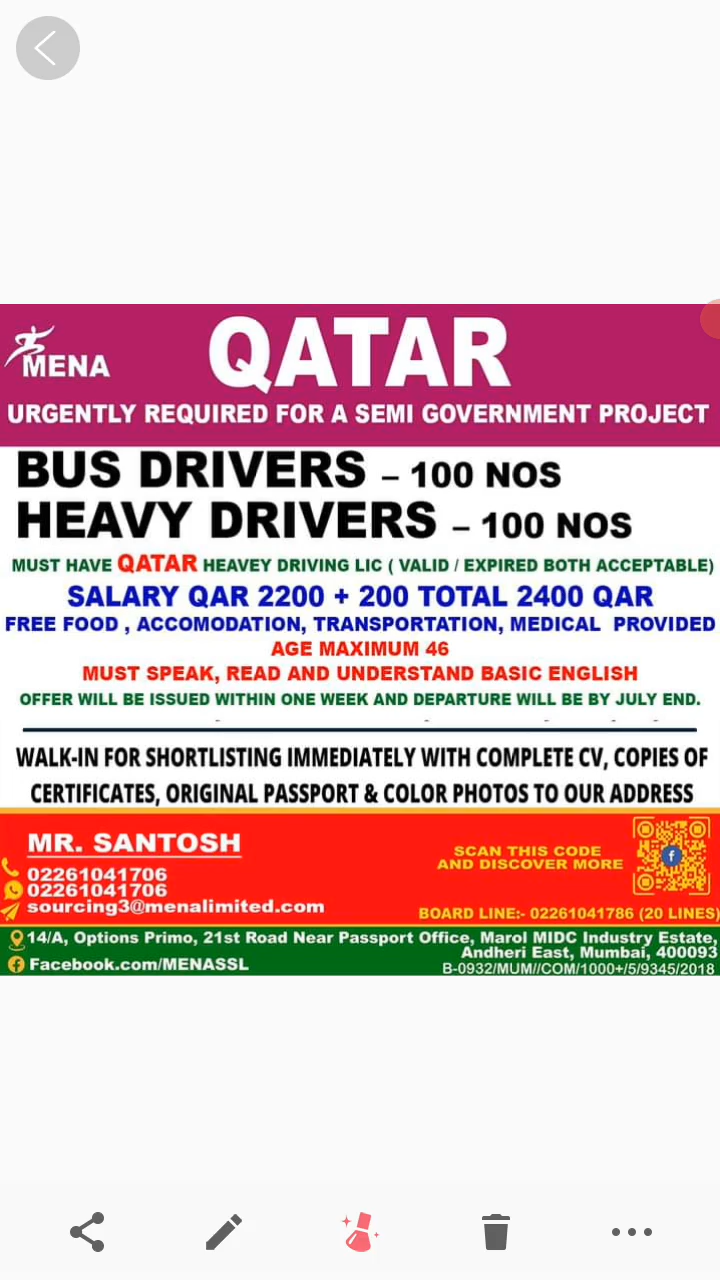 MENA
QATAR
URGENTLY REQUIRED FOR A SEMI GOVERNMENT PROJECT
BUS DRIVERS – 100 NOS
HEAVY DRIVERS – 100 NOS
MUST HAVE QATAR HEAVEY DRIVING LIC ( VALID / EXPIRED BOTH ACCEPTABLE)
SALARY QAR 2200 + 200 TOTAL 2400 QAR
FREE FOOD , ACCOMODATION, TRANSPORTATION, MEDICAL PROVIDED
AGE MAXIMUM 46
MUST SPEAK, READ AND UNDERSTAND BASIC ENGLISH
OFFER WILL BE ISSUED WITHIN ONE WEEK AND DEPARTURE WILL BE BY JULY END.
WALK-IN FOR SHORTLISTING IMMEDIATELY WITH COMPLETE CV, COPIES OF
CERTIFICATES, ORIGINAL PASSPORT & COLOR PHOTOS TO OUR ADDRESS
MR. SANTOSH
02261041706
02261041706
sourcing3@menalimited.com
SCAN THIS CODE
AND DISCOVER MORE
BOARD LINE:- 02261041786 (20 LINES)
14/A, Options Primo, 21st Road Near Passport Office, Marol MIDC Industry Estate,
Andheri East, Mumbai, 400093
Facebook.com/MENASSL
B-0932/MUM//COM/1000+/5/9345/2018